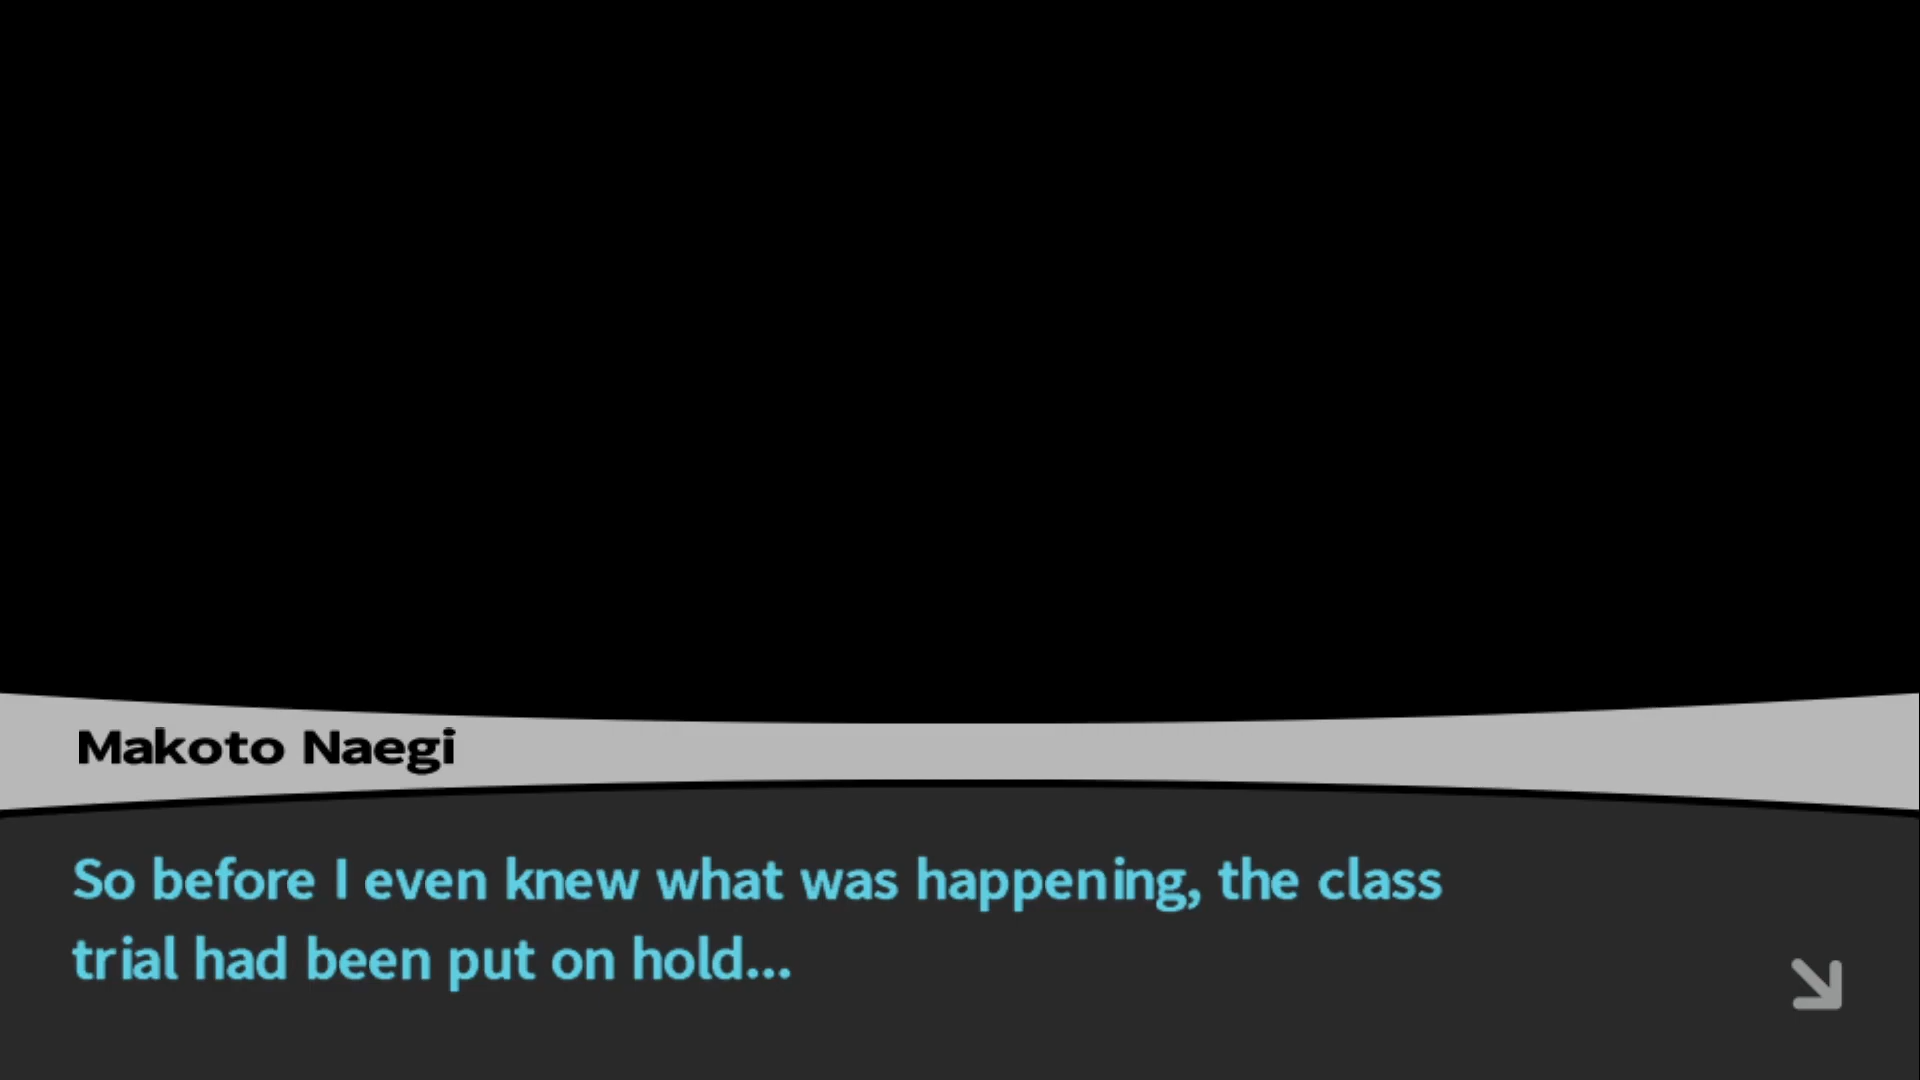 Makoto Naegi
So before I even knew what was happening, the class
trial had been put on hold...